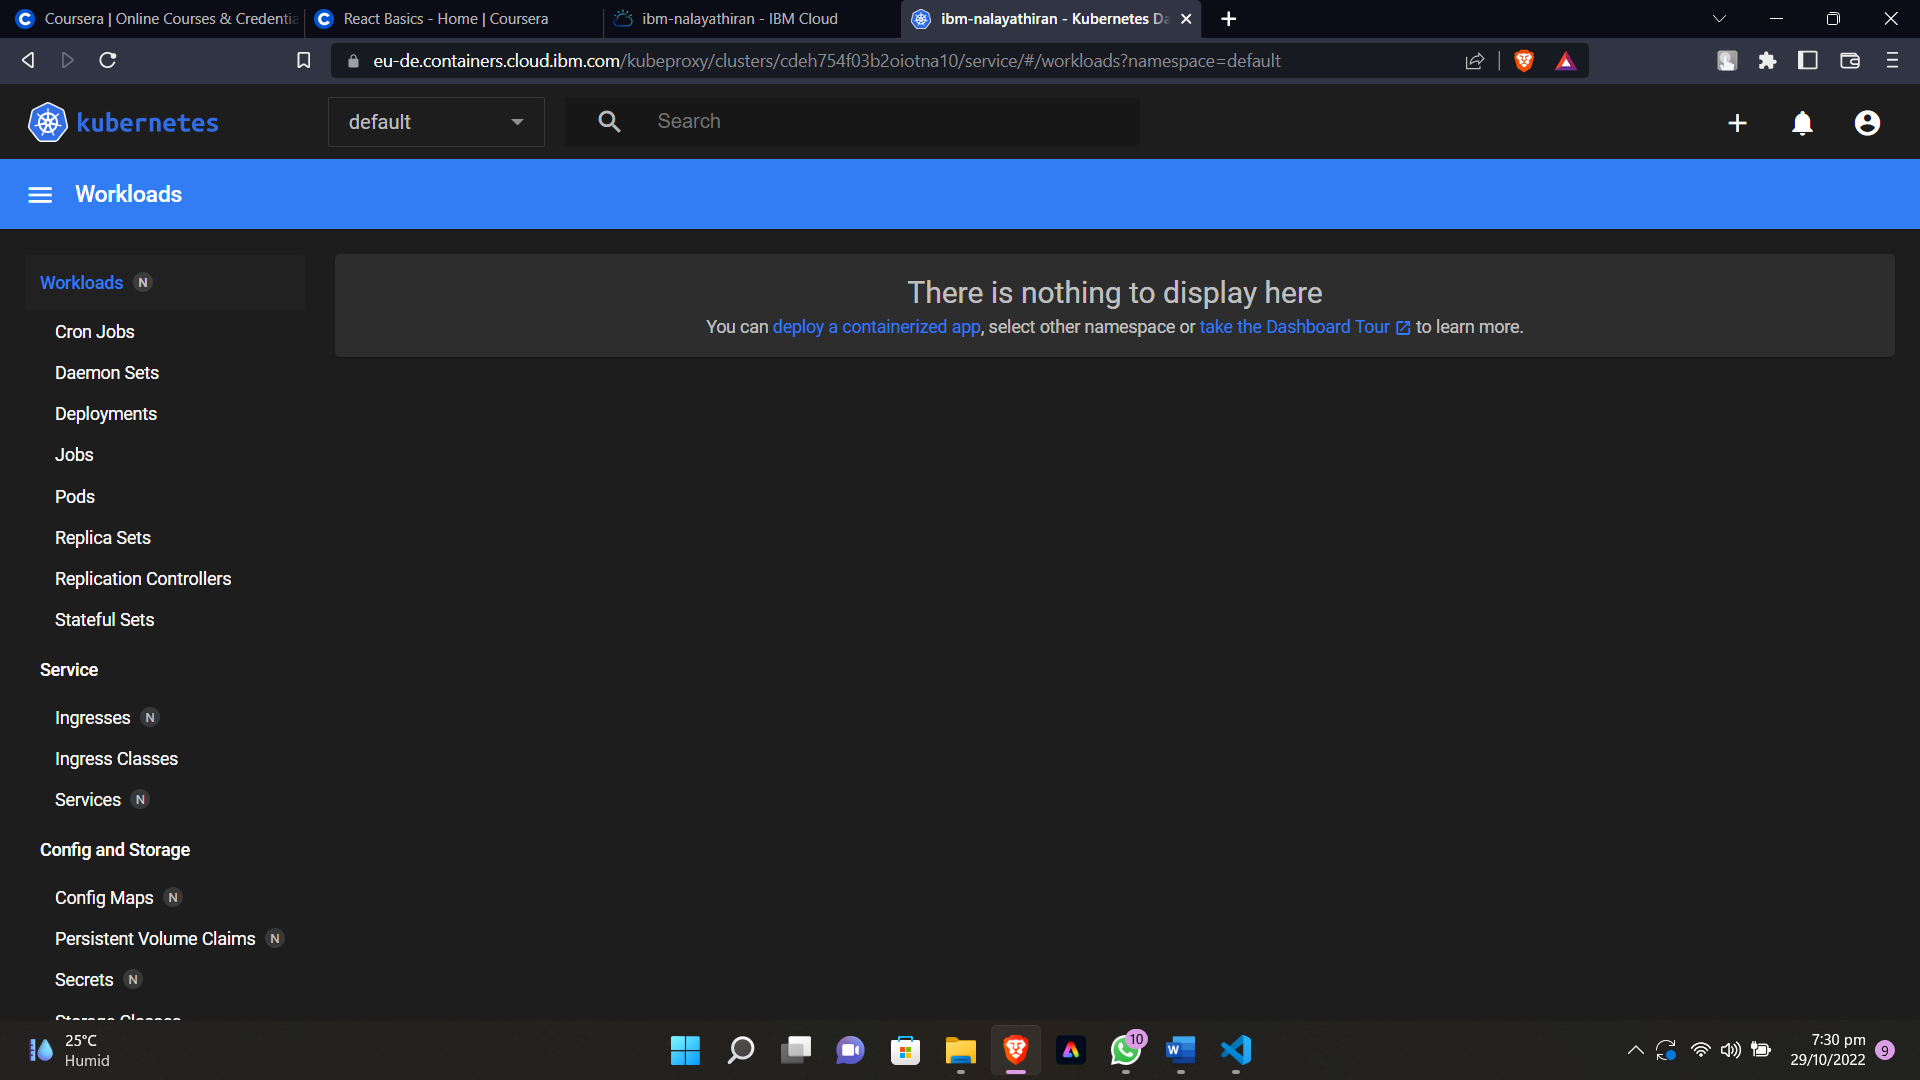 Coursera | Online Courses & Credentia
React Basics - Home | Coursera
ibm-nalayathiran - IBM Cloud
ibm-nalayathiran - Kubernetes Da
eu-de.containers.cloud.ibm.com/kubeproxy/clusters/cdeh754f03b2oiotna10/service/#/workloads?namespace=default
kubernetes
default
Search
Workloads
Workloads N
There is nothing to display here
You can deploy a containerized app, select other namespace or take the Dashboard Tour to learn more.
Cron Jobs
Daemon Sets
Deployments
Jobs
Pods
Replica Sets
Replication Controllers
Stateful Sets
Service
Ingresses N
Ingress Classes
Services N
Config and Storage
Config Maps N
Persistent Volume Claims N
Secrets N
Storage Classes
25°C
Humid
10
7:30 pm
29/10/2022
9